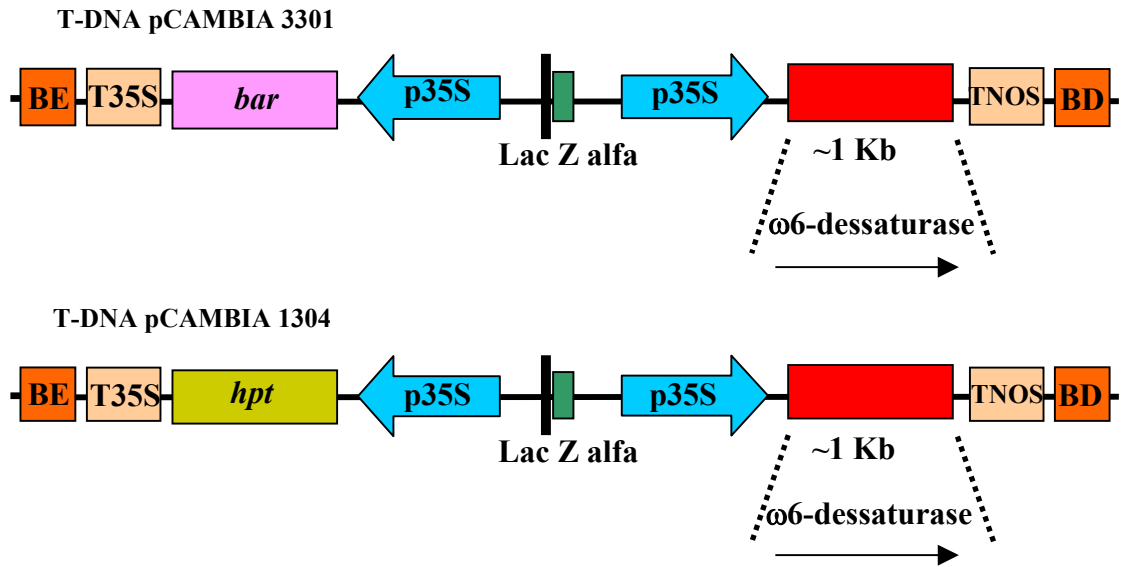 T-DNA pCAMBIA 3301
BE T35S bar p35S p35S TNOS BD
Lac Z alfa ~1 Kb
ω6-dessaturase
T-DNA pCAMBIA 1304
BE T35S hpt p35S p35S TNOS BD
Lac Z alfa ~1 Kb
ω6-dessaturase